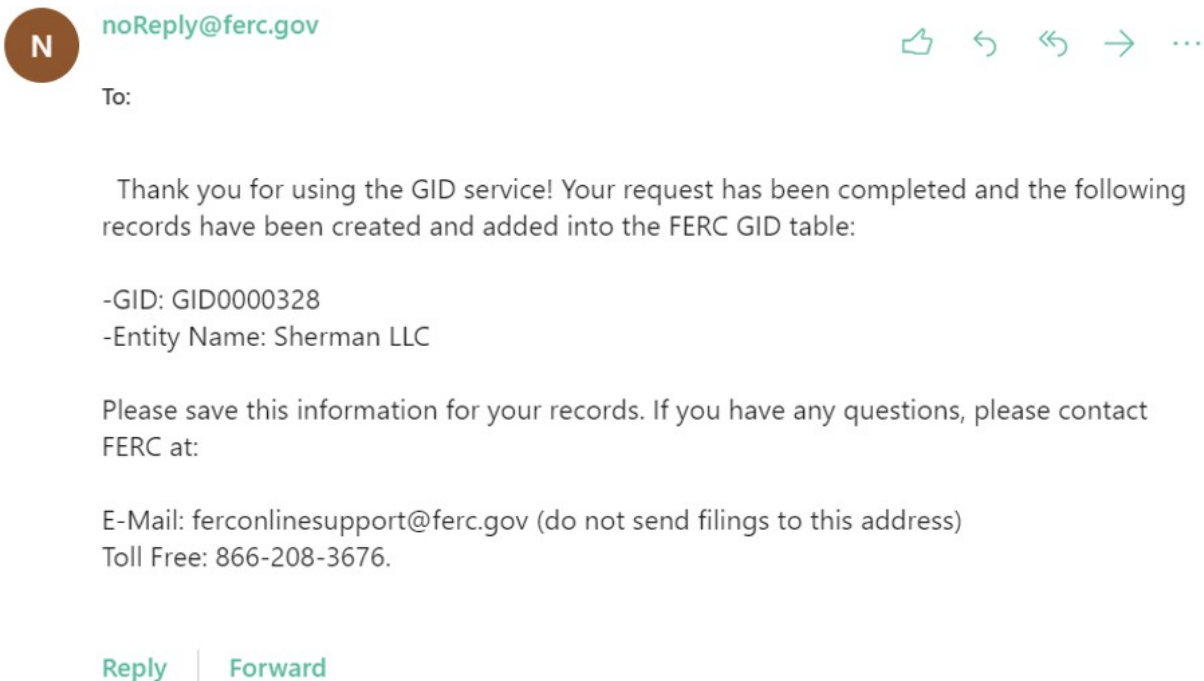 N
noReply@ferc.gov
To:
Thank you for using the GID service! Your request has been completed and the following
records have been created and added into the FERC GID table:
-GID: GID0000328
-Entity Name: Sherman LLC
Please save this information for your records. If you have any questions, please contact
FERC at:
E-Mail: ferconlinesupport@ferc.gov (do not send filings to this address)
Toll Free: 866-208-3676.
Reply Forward